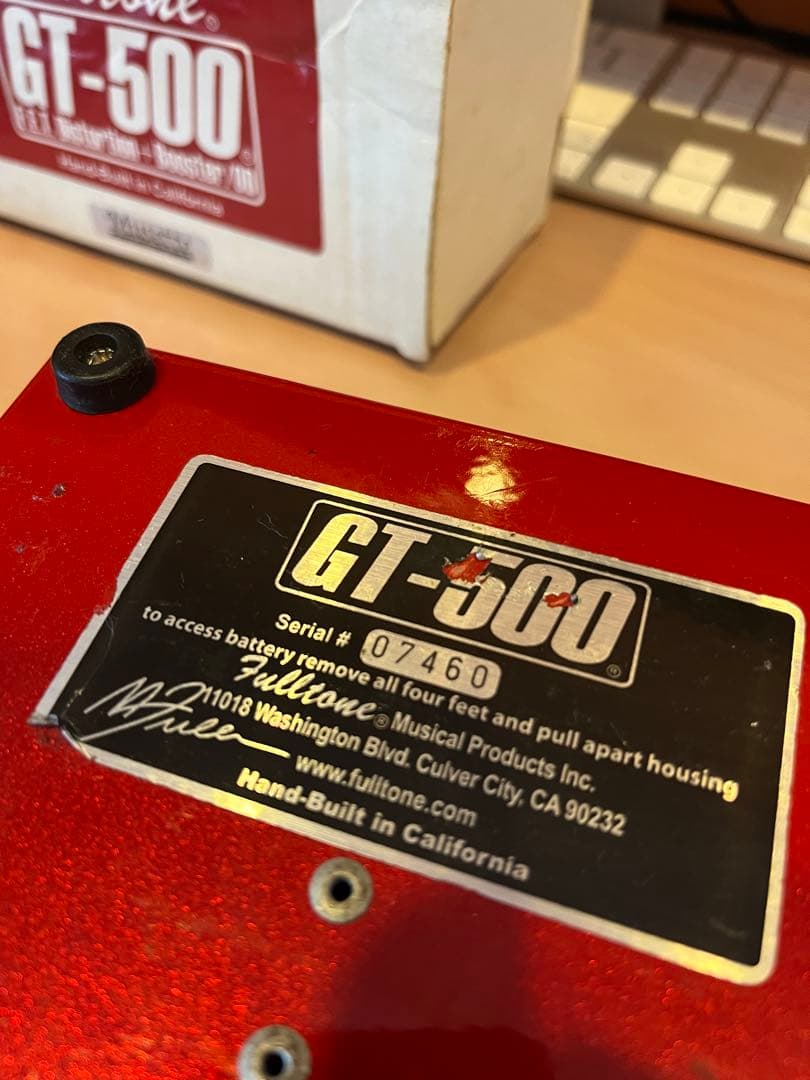 Fulltone®
GT-500®
F.E.T. Distortion - Booster/OD
Hand Built in California
GT-500®
Serial # 07460
to access battery remove all four feet and pull apart housing
Fulltone® Musical Products Inc.
11018 Washington Blvd. Culver City, CA 90232
www.fulltone.com
Hand-Built in California